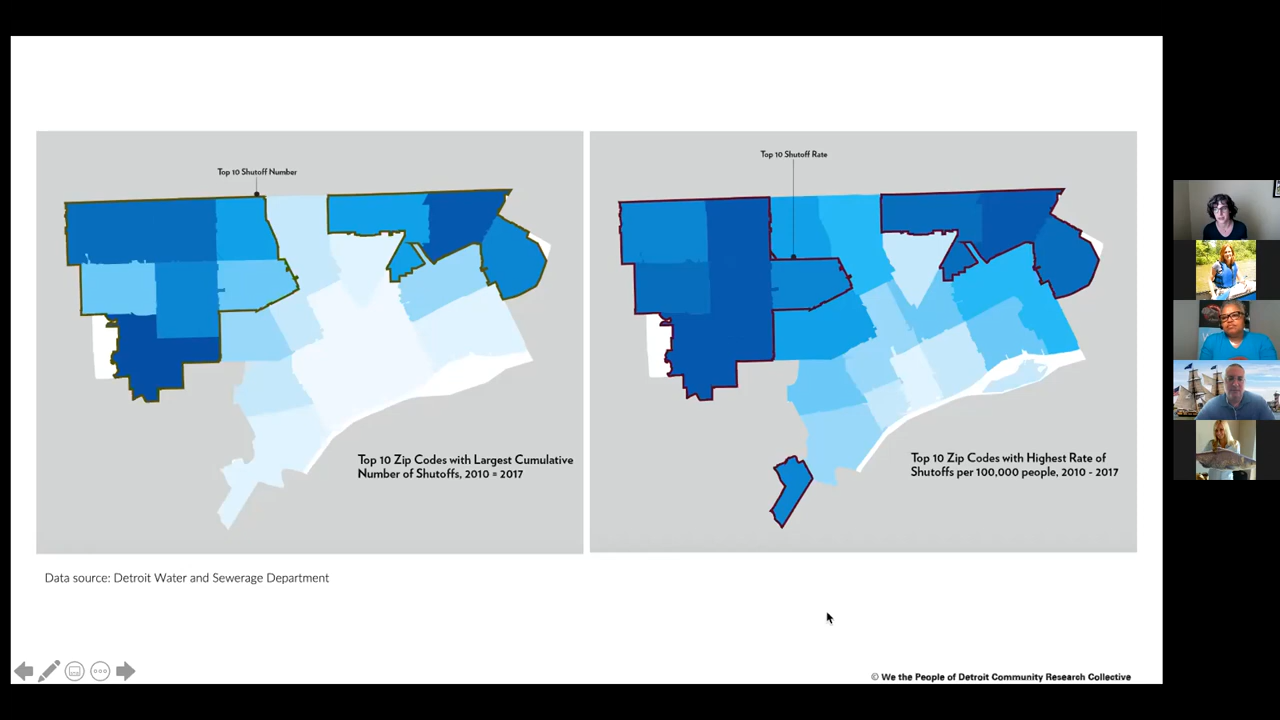 Top 10 Shutoff Number
Top 10 Zip Codes with Largest Cumulative
Number of Shutoffs, 2010 = 2017
Top 10 Shutoff Rate
Top 10 Zip Codes with Highest Rate of
Shutoffs per 100,000 people, 2010 - 2017
Data source: Detroit Water and Sewerage Department
© We the People of Detroit Community Research Collective